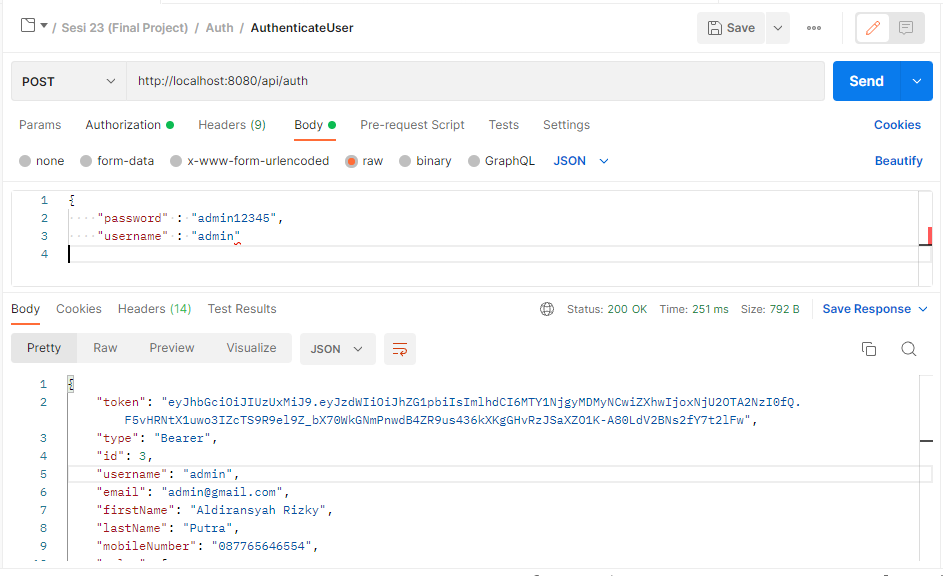 / Sesi 23 (Final Project) / Auth / AuthenticateUser
Save
POST
http://localhost:8080/api/auth
Send
Params Authorization Headers (9) Body Pre-request Script Tests Settings
Cookies
none form-data x-www-form-urlencoded raw binary GraphQL JSON
Beautify
1 {
2 "password" : "admin12345",
3 "username" : "admin"
4
Body Cookies Headers (14) Test Results
Status: 200 OK Time: 251 ms Size: 792 B
Save Response
Pretty Raw Preview Visualize JSON
1 {
2 "token": "eyJhbGciOiJIUzUxMiJ9.eyJzdWIiOiJhZG1pbiIsImlhdCI6MTY1NjgyMDMyNCwiZXhwIjoxNjU2OTA2NzI0fQ.
F5vHRNtX1uwo3IZcTS9R9el9Z_bX70WkGNmPnwdB4ZR9us436kXKgGHvRzJSaXZO1K-A80LdV2BNs2fY7t2lFw",
3 "type": "Bearer",
4 "id": 3,
5 "username": "admin",
6 "email": "admin@gmail.com",
7 "firstName": "Aldiransyah Rizky",
8 "lastName": "Putra",
9 "mobileNumber": "087765646554",